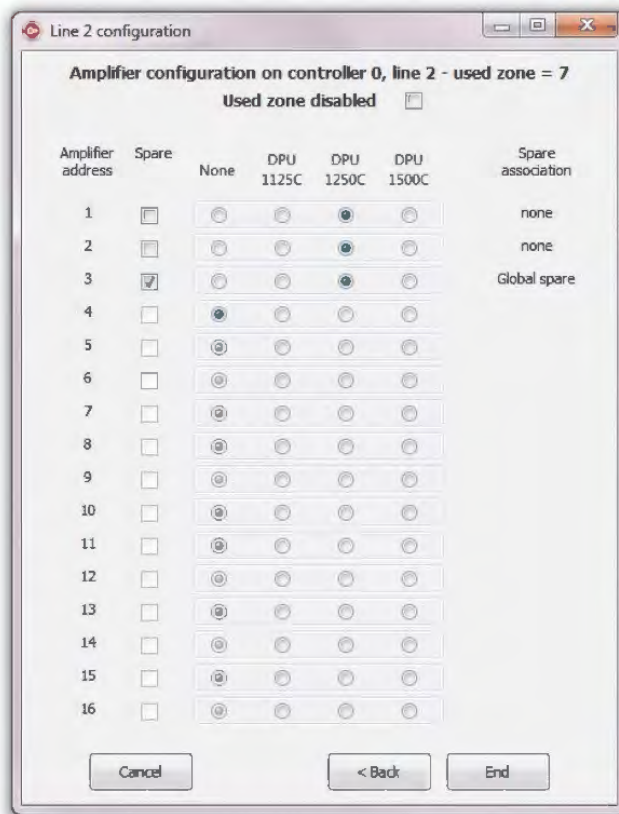 Line 2 configuration
Amplifier configuration on controller 0, line 2 - used zone = 7
Used zone disabled
Amplifier address Spare None DPU 1125C DPU 1250C DPU 1500C Spare association
1 none
2 none
3 Global spare
4
5
6
7
8
9
10
11
12
13
14
15
16
Cancel < Back End